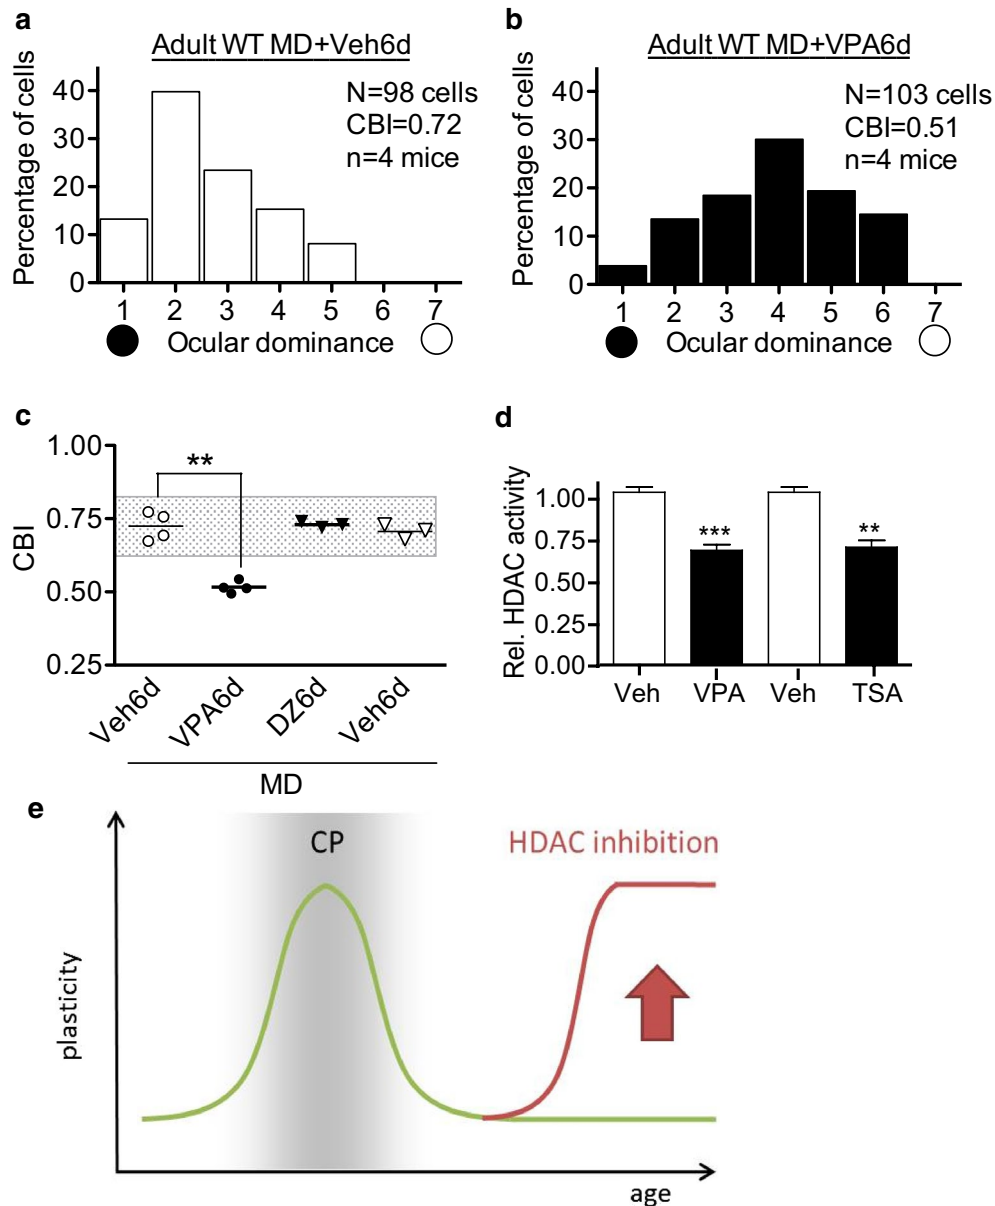 a
Adult WT MD+Veh6d
N=98 cells
CBI=0.72
n=4 mice
Percentage of cells
40
30
20
10
0
1 2 3 4 5 6 7
Ocular dominance
b
Adult WT MD+VPA6d
N=103 cells
CBI=0.51
n=4 mice
Percentage of cells
40
30
20
10
0
1 2 3 4 5 6 7
Ocular dominance
c
CBI
1.00
0.75
0.50
0.25
**
Veh6d VPA6d DZ6d Veh6d
MD
d
Rel. HDAC activity
1.00
0.75
0.50
0.25
0.00
*** **
Veh VPA Veh TSA
e
CP
HDAC inhibition
plasticity
age